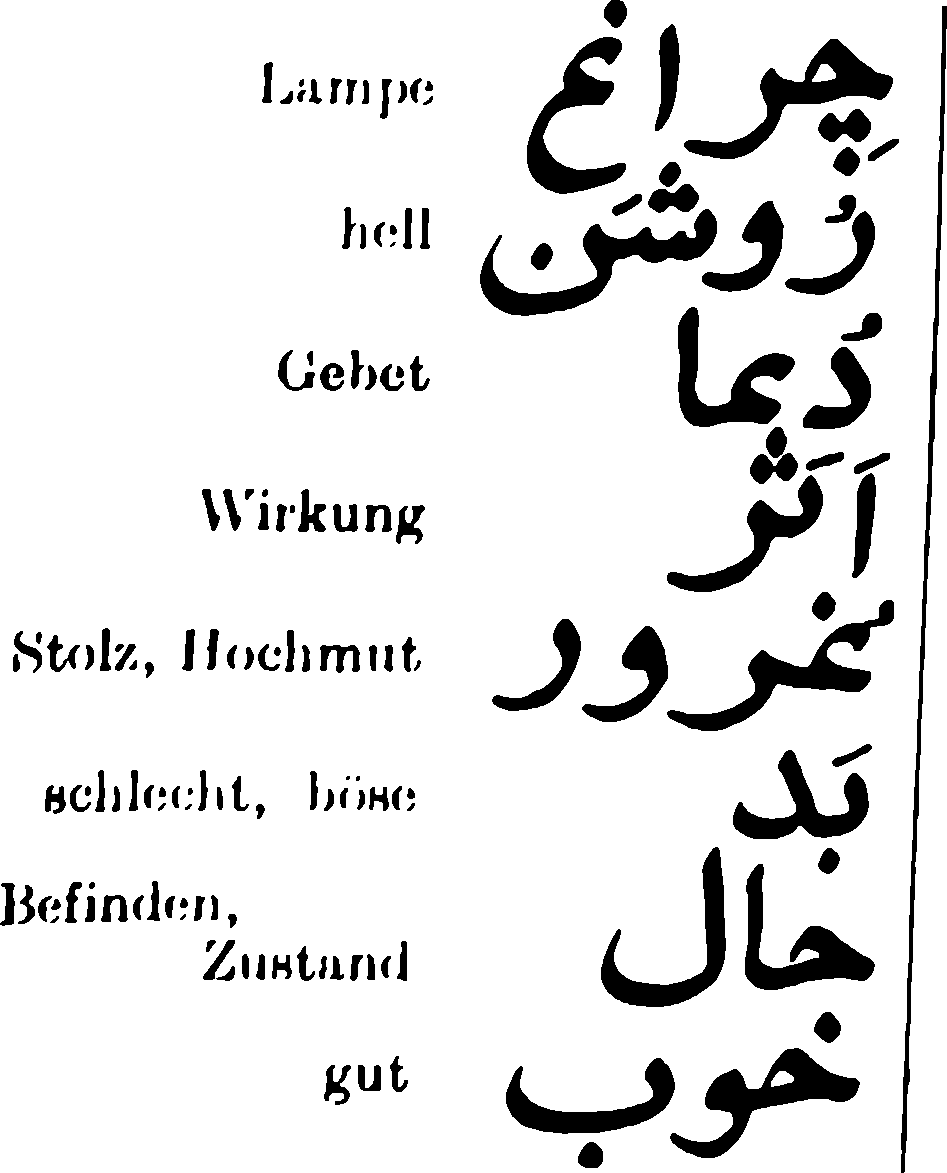 Lampe چِراغ
hell رُوشَن
Gebet دُعا
Wirkung اَثَر
Stolz, Hochmut غُرور
schlecht, böse بَد
Befinden,
Zustand حال
gut خوب